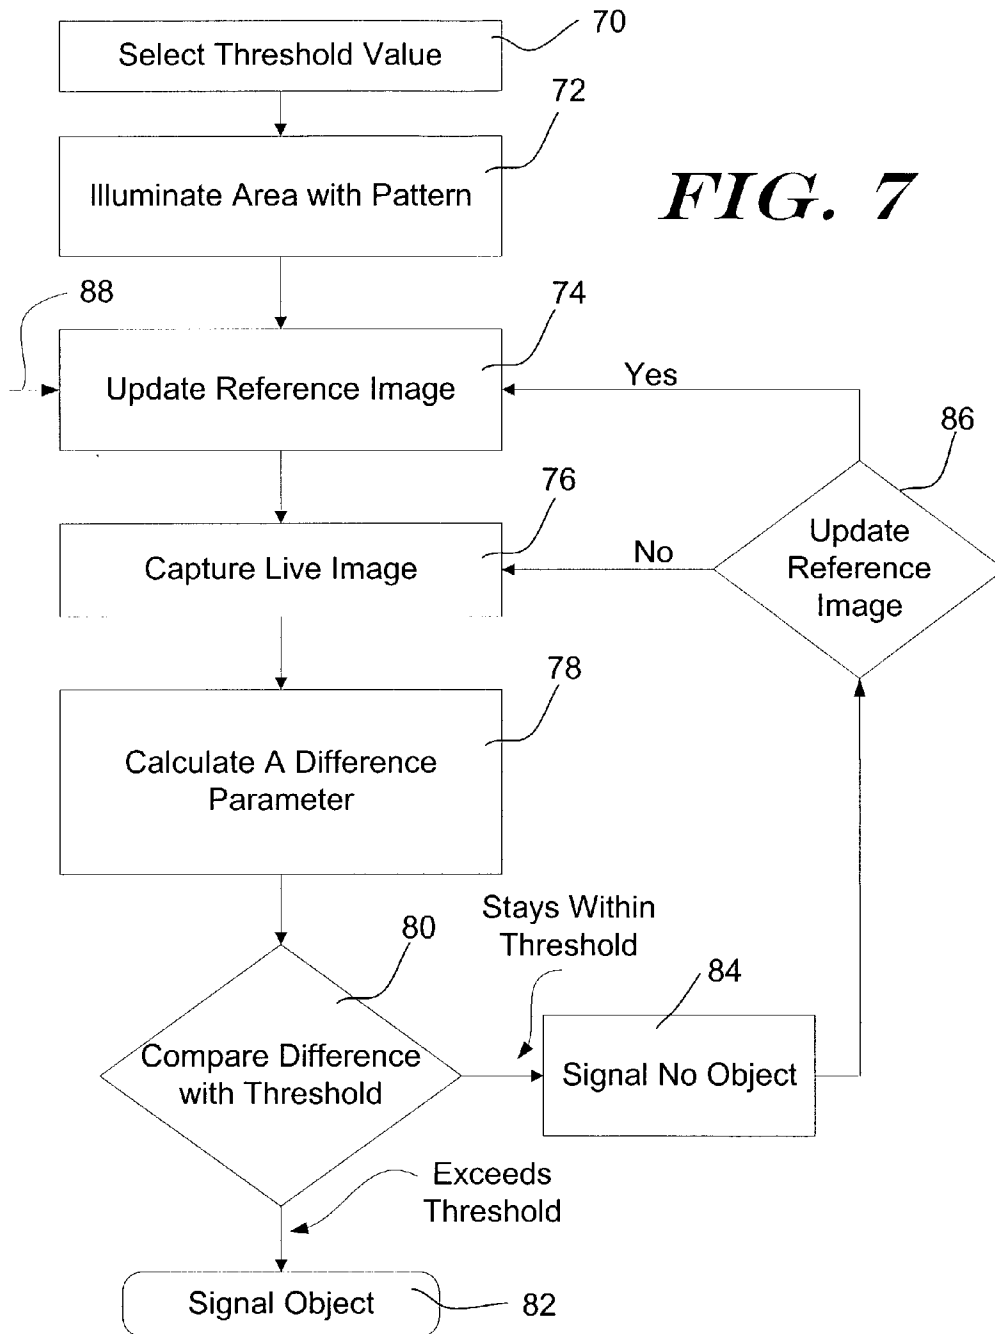 70
Select Threshold Value
72
Illuminate Area with Pattern
FIG. 7
88
74
Update Reference Image
Yes
86
76
Capture Live Image
No
Update
Reference
Image
78
Calculate A Difference
Parameter
Stays Within
Threshold
80
84
Compare Difference
with Threshold
Signal No Object
Exceeds
Threshold
Signal Object
82